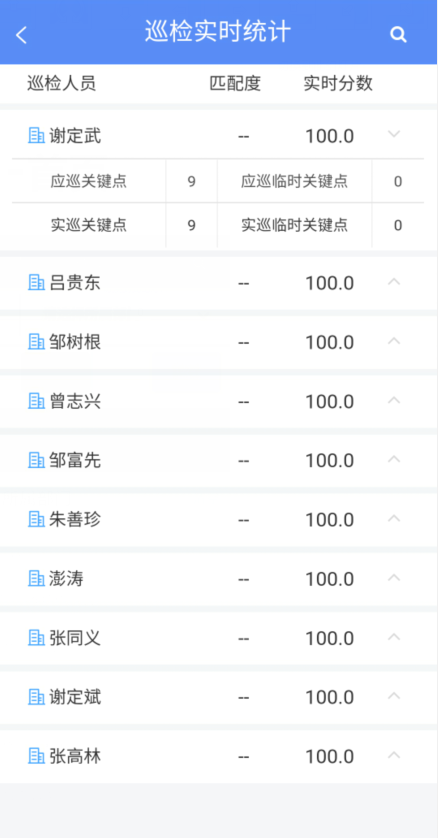 巡检实时统计
巡检人员 匹配度 实时分数
谢定武 -- 100.0
应巡关键点 9 应巡临时关键点 0
实巡关键点 9 实巡临时关键点 0
吕贵东 -- 100.0
邹树根 -- 100.0
曾志兴 -- 100.0
邹富先 -- 100.0
朱善珍 -- 100.0
澎涛 -- 100.0
张同义 -- 100.0
谢定斌 -- 100.0
张高林 -- 100.0